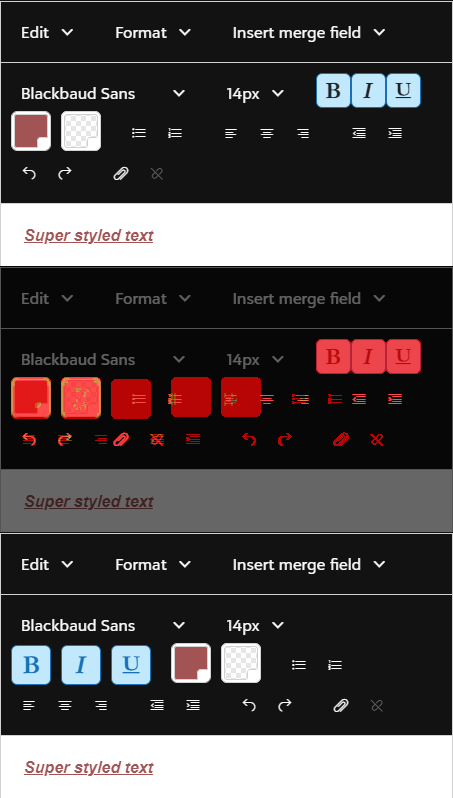 Edit Format Insert merge field
Blackbaud Sans 14px B I U
Super styled text
Edit Format Insert merge field
Blackbaud Sans 14px B I U
Super styled text
Edit Format Insert merge field
Blackbaud Sans 14px
B I U
Super styled text